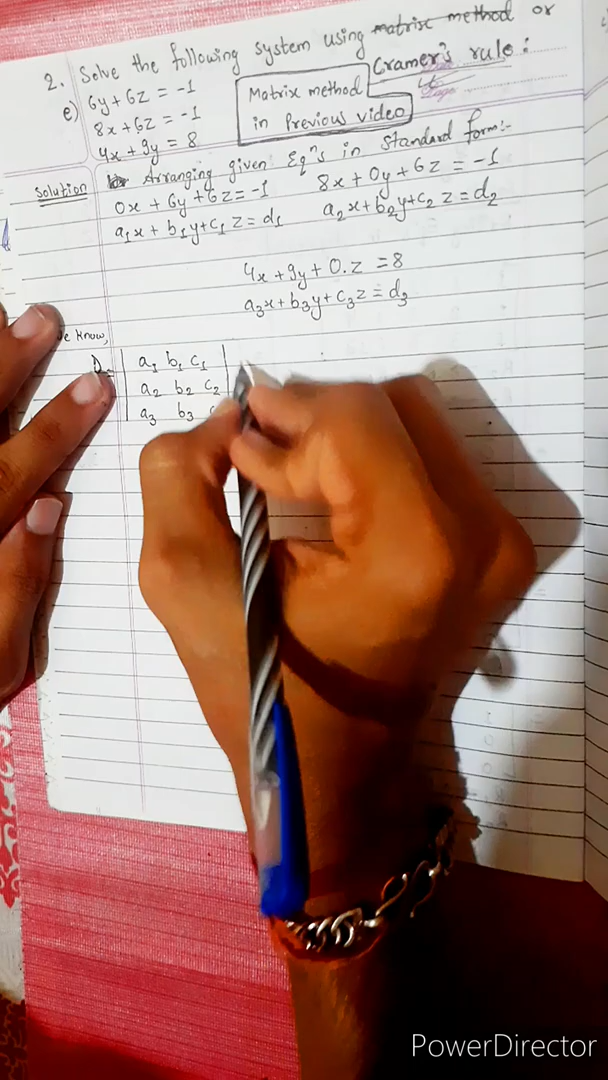 2. Solve the following system using matrix method or
Cramer's rule:
e) 6y + 6z = -1
8x + 6z = -1
4x + 9y = 8
Matrix method
in Previous video
Solution Arranging given Eqⁿs in standard form:-
0x + 6y + 6z = -1 8x + 0y + 6z = -1
a₁x + b₁y + c₁z = d₁ a₂x + b₂y + c₂z = d₂
4x + 9y + 0.z = 8
a₃x + b₃y + c₃z = d₃
Know,
D = | a₁ b₁ c₁ |
a₂ b₂ c₂
a₃ b₃
PowerDirector